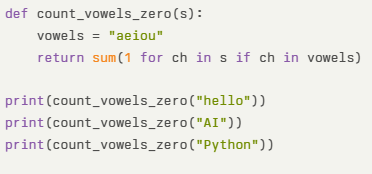 def count_vowels_zero(s):
    vowels = "aeiou"
    return sum(1 for ch in s if ch in vowels)

print(count_vowels_zero("hello"))
print(count_vowels_zero("AI"))
print(count_vowels_zero("Python"))